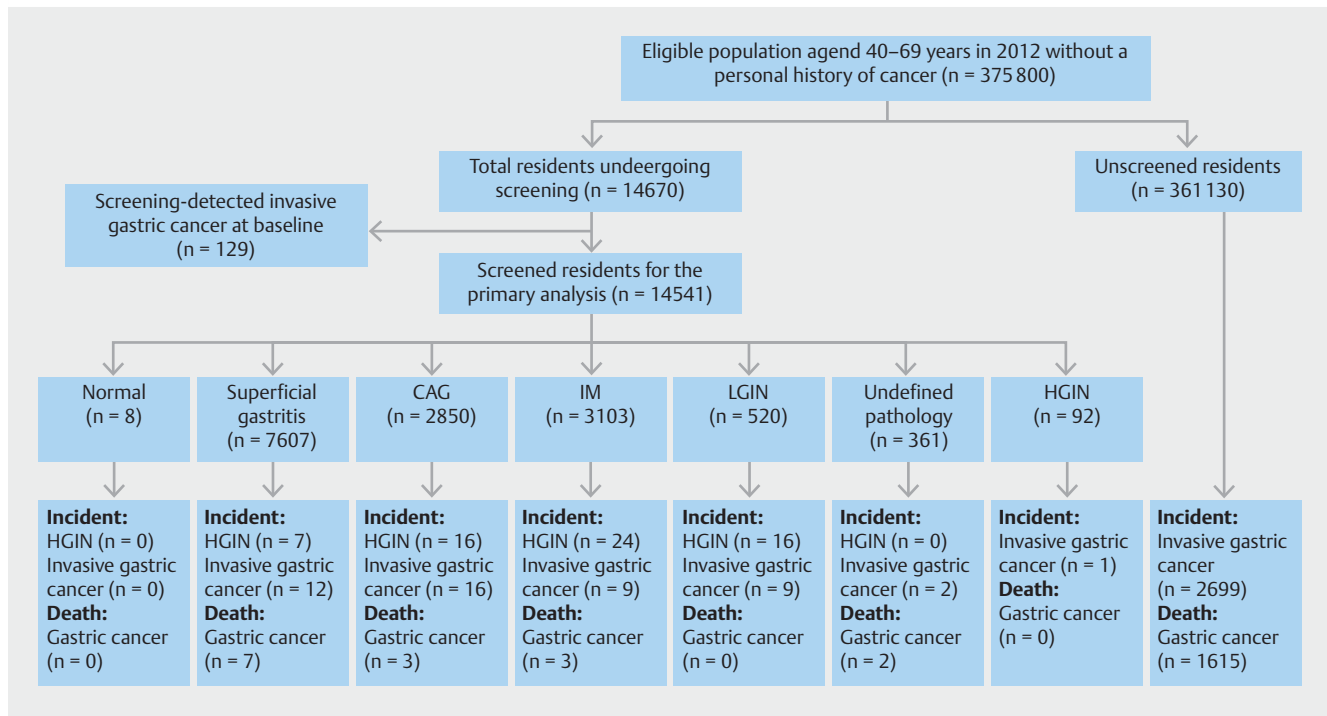 Eligible population agend 40–69 years in 2012 without a
personal history of cancer (n = 375 800)
Total residents undeergoing
screening (n = 14670)
Unscreened residents
(n = 361 130)
Screening-detected invasive
gastric cancer at baseline
(n = 129)
Screened residents for the
primary analysis (n = 14541)
Normal
(n = 8)
Superficial
gastritis
(n = 7607)
CAG
(n = 2850)
IM
(n = 3103)
LGIN
(n = 520)
Undefined
pathology
(n = 361)
HGIN
(n = 92)
Incident:
HGIN (n = 0)
Invasive gastric
cancer (n = 0)
Death:
Gastric cancer
(n = 0)
Incident:
HGIN (n = 7)
Invasive gastric
cancer (n = 12)
Death:
Gastric cancer
(n = 7)
Incident:
HGIN (n = 16)
Invasive gastric
cancer (n = 16)
Death:
Gastric cancer
(n = 3)
Incident:
HGIN (n = 24)
Invasive gastric
cancer (n = 9)
Death:
Gastric cancer
(n = 3)
Incident:
HGIN (n = 16)
Invasive gastric
cancer (n = 9)
Death:
Gastric cancer
(n = 0)
Incident:
HGIN (n = 0)
Invasive gastric
cancer (n = 2)
Death:
Gastric cancer
(n = 2)
Incident:
Invasive gastric
cancer (n = 1)
Death:
Gastric cancer
(n = 0)
Incident:
Invasive gastric
cancer
(n = 2699)
Death:
Gastric cancer
(n = 1615)